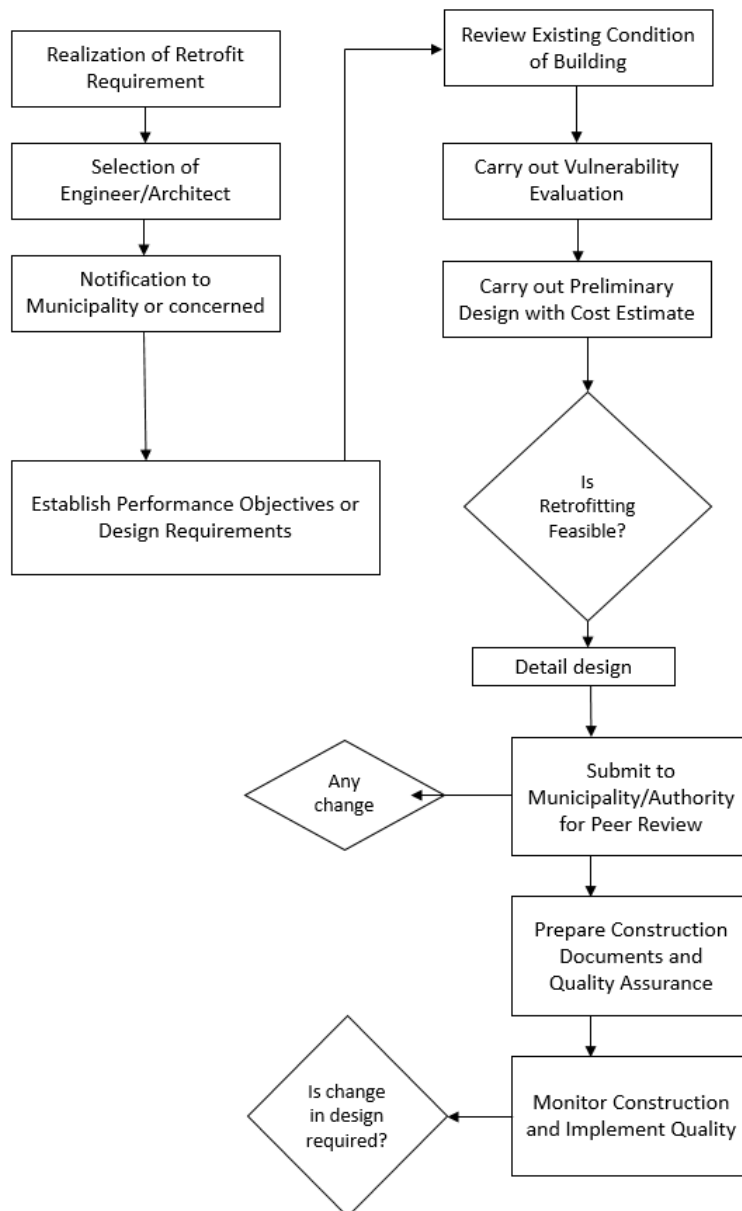 Realization of Retrofit
Requirement
Selection of
Engineer/Architect
Notification to
Municipality or concerned
Establish Performance Objectives or
Design Requirements
Review Existing Condition
of Building
Carry out Vulnerability
Evaluation
Carry out Preliminary
Design with Cost Estimate
Is
Retrofitting
Feasible?
Detail design
Submit to
Municipality/Authority
for Peer Review
Any
change
Prepare Construction
Documents and
Quality Assurance
Monitor Construction
and Implement Quality
Is change
in design
required?